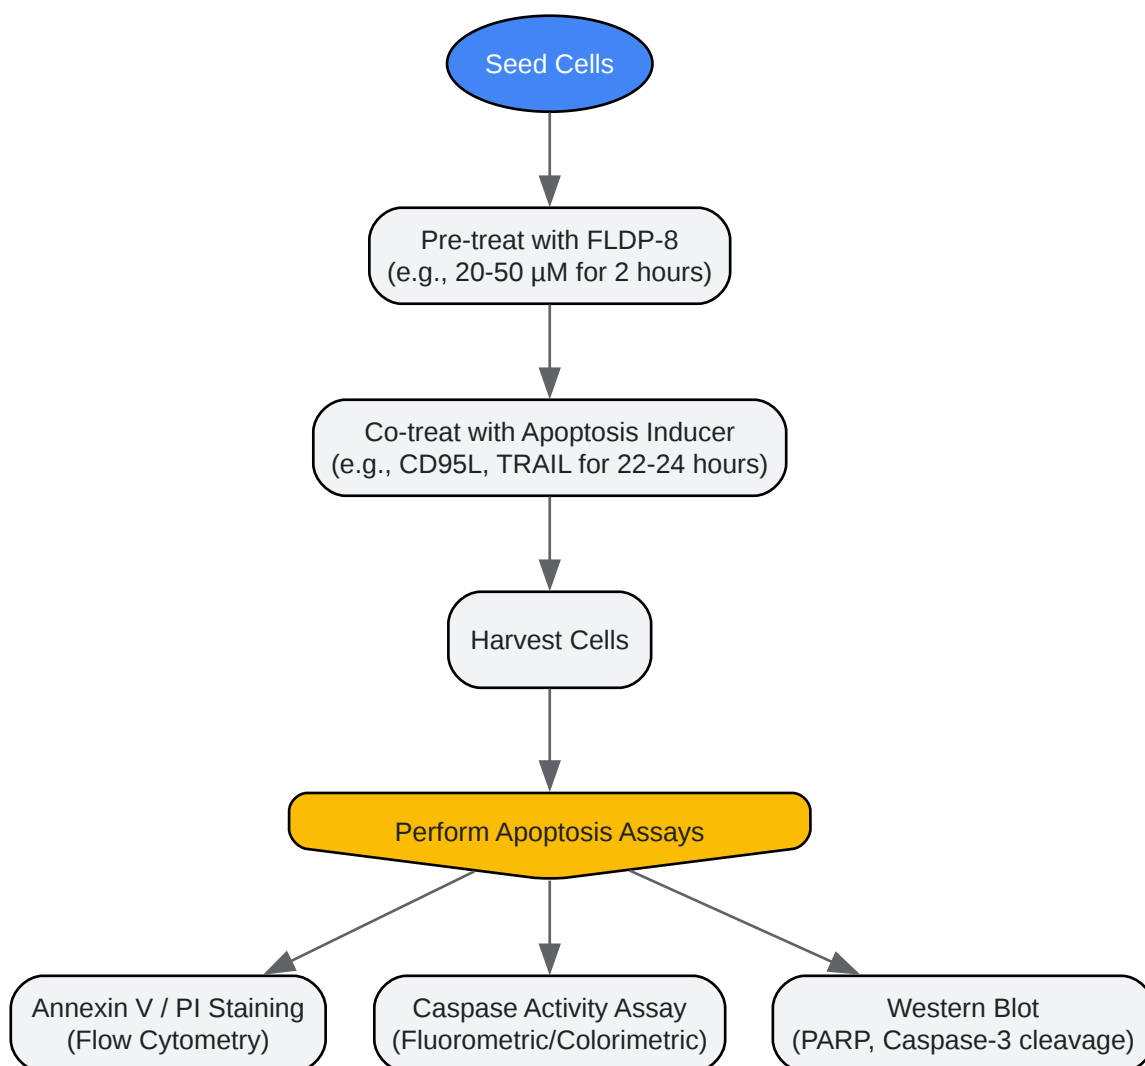 Seed Cells
Pre-treat with FLDP-8
(e.g., 20-50 µM for 2 hours)
Co-treat with Apoptosis Inducer
(e.g., CD95L, TRAIL for 22-24 hours)
Harvest Cells
Perform Apoptosis Assays
Annexin V / PI Staining
(Flow Cytometry)
Caspase Activity Assay
(Fluorometric/Colorimetric)
Western Blot
(PARP, Caspase-3 cleavage)